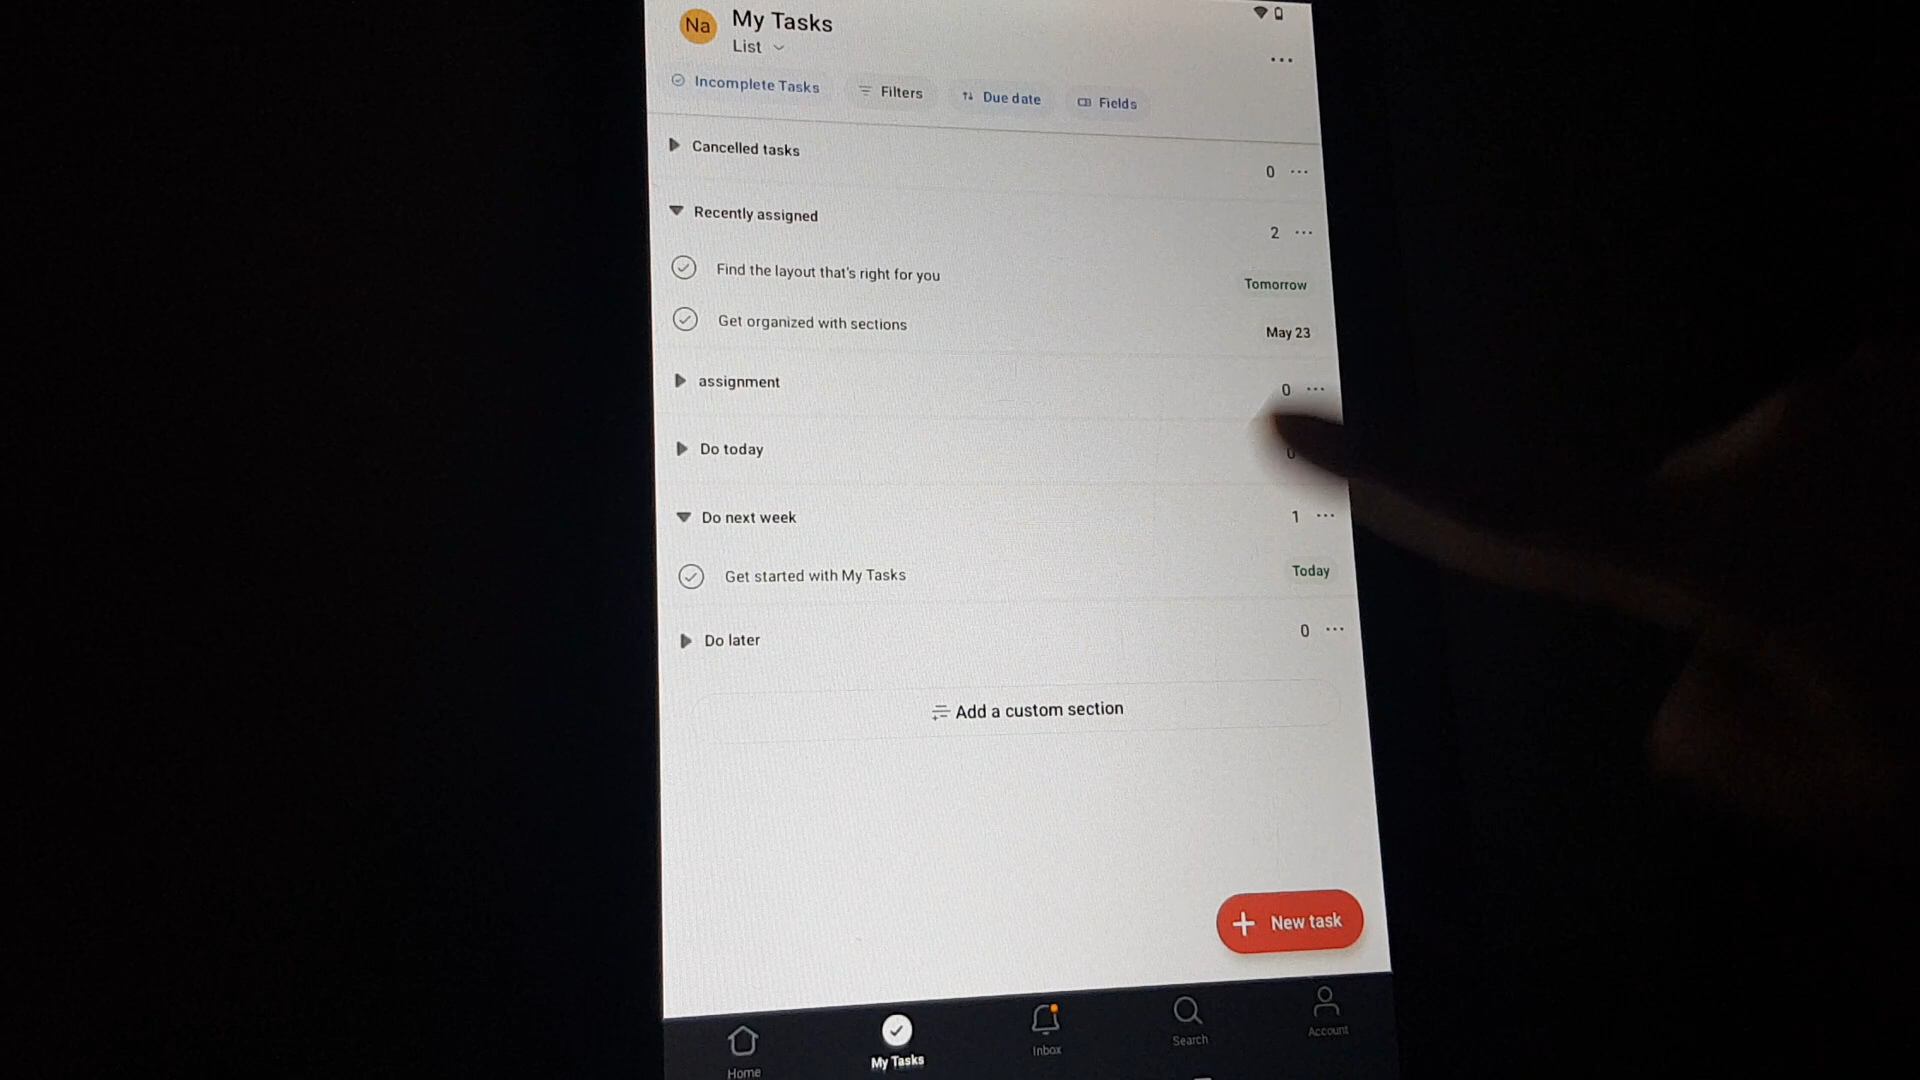 Na
My Tasks
List
Incomplete Tasks
Filters
Due date
Fields
Cancelled tasks
0
Recently assigned
2
Find the layout that's right for you
Tomorrow
Get organized with sections
May 23
assignment
0
Do today
0
Do next week
1
Get started with My Tasks
Today
Do later
0
Add a custom section
New task
Home
My Tasks
Inbox
Search
Account